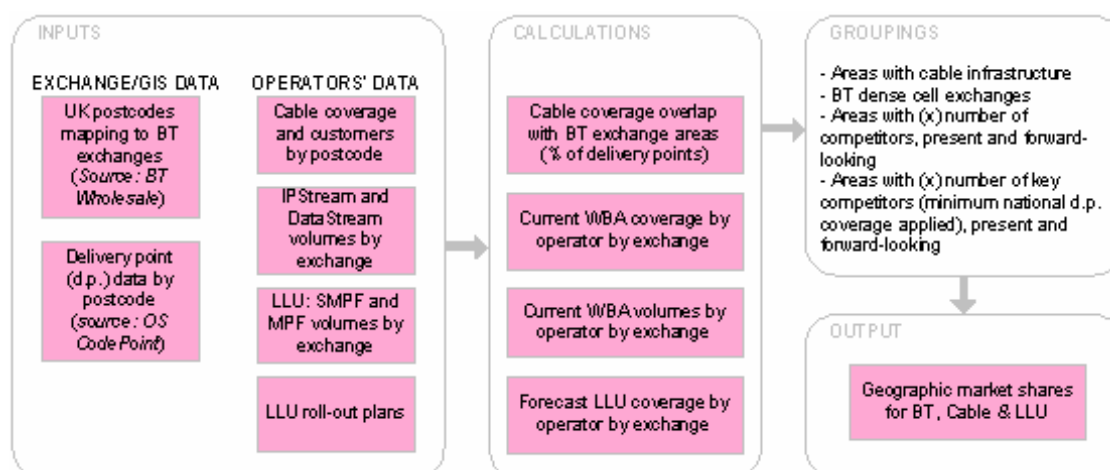 INPUTS
EXCHANGE/GIS DATA
UK postcodes
mapping to BT
exchanges
(Source: BT
Wholesale)
Delivery point
(d.p.) data by
postcode
(source: OS
CodePoint)
OPERATORS' DATA
Cable coverage
and customers
by postcode
IPStream and
DataStream
volumes by
exchange
LLU: SMPF and
MPF volumes by
exchange
LLU roll-out plans
CALCULATIONS
Cable coverage overlap
with BT exchange areas
(% of delivery points)
Current WBA coverage by
operator by exchange
Current WBA volumes by
operator by exchange
Forecast LLU coverage by
operator by exchange
GROUPINGS
- Areas with cable infrastructure
- BT dense cell exchanges
- Areas with (x) number of
competitors, present and forward-
looking
- Areas with (x) number of key
competitors (minimum national d.p.
coverage applied), present and
forward-looking
OUTPUT
Geographic market shares
for BT, Cable & LLU